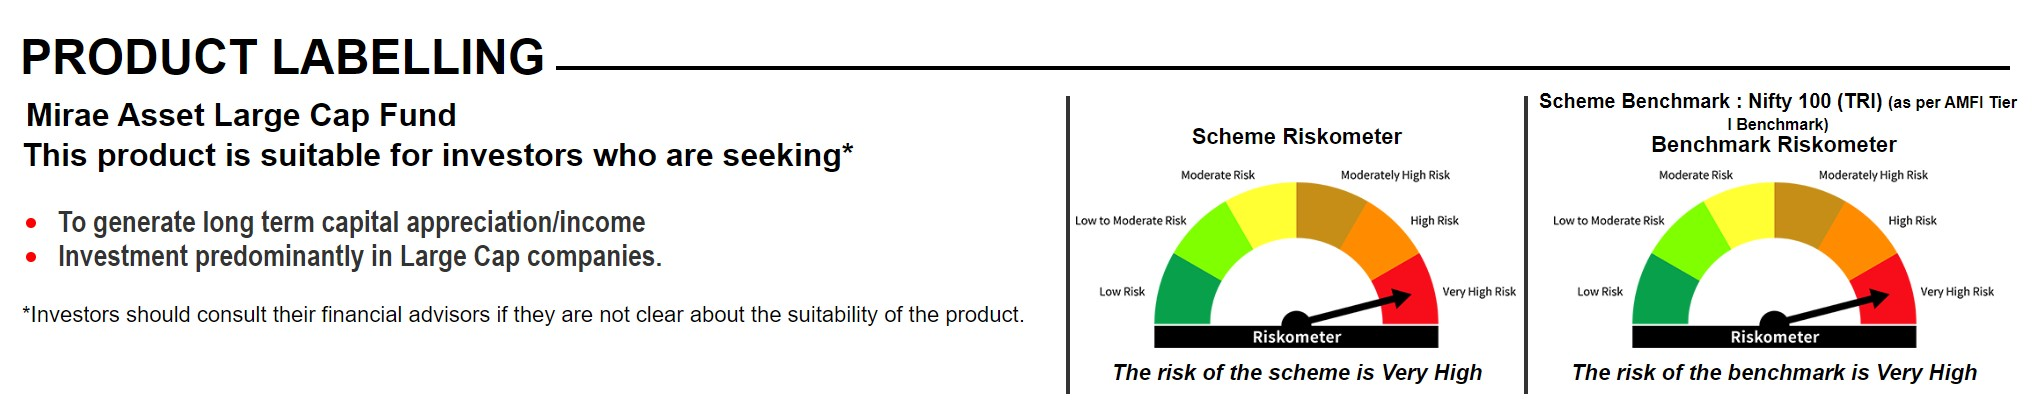 PRODUCT LABELLING
Mirae Asset Large Cap Fund
This product is suitable for investors who are seeking*
• To generate long term capital appreciation/income
• Investment predominantly in Large Cap companies.
*Investors should consult their financial advisors if they are not clear about the suitability of the product.
Scheme Riskometer
Moderate Risk
Moderately High Risk
Low to Moderate Risk
High Risk
Low Risk
Very High Risk
Riskometer
The risk of the scheme is Very High
Scheme Benchmark : Nifty 100 (TRI) (as per AMFI Tier
I Benchmark)
Benchmark Riskometer
Moderate Risk
Moderately High Risk
Low to Moderate Risk
High Risk
Low Risk
Very High Risk
Riskometer
The risk of the benchmark is Very High